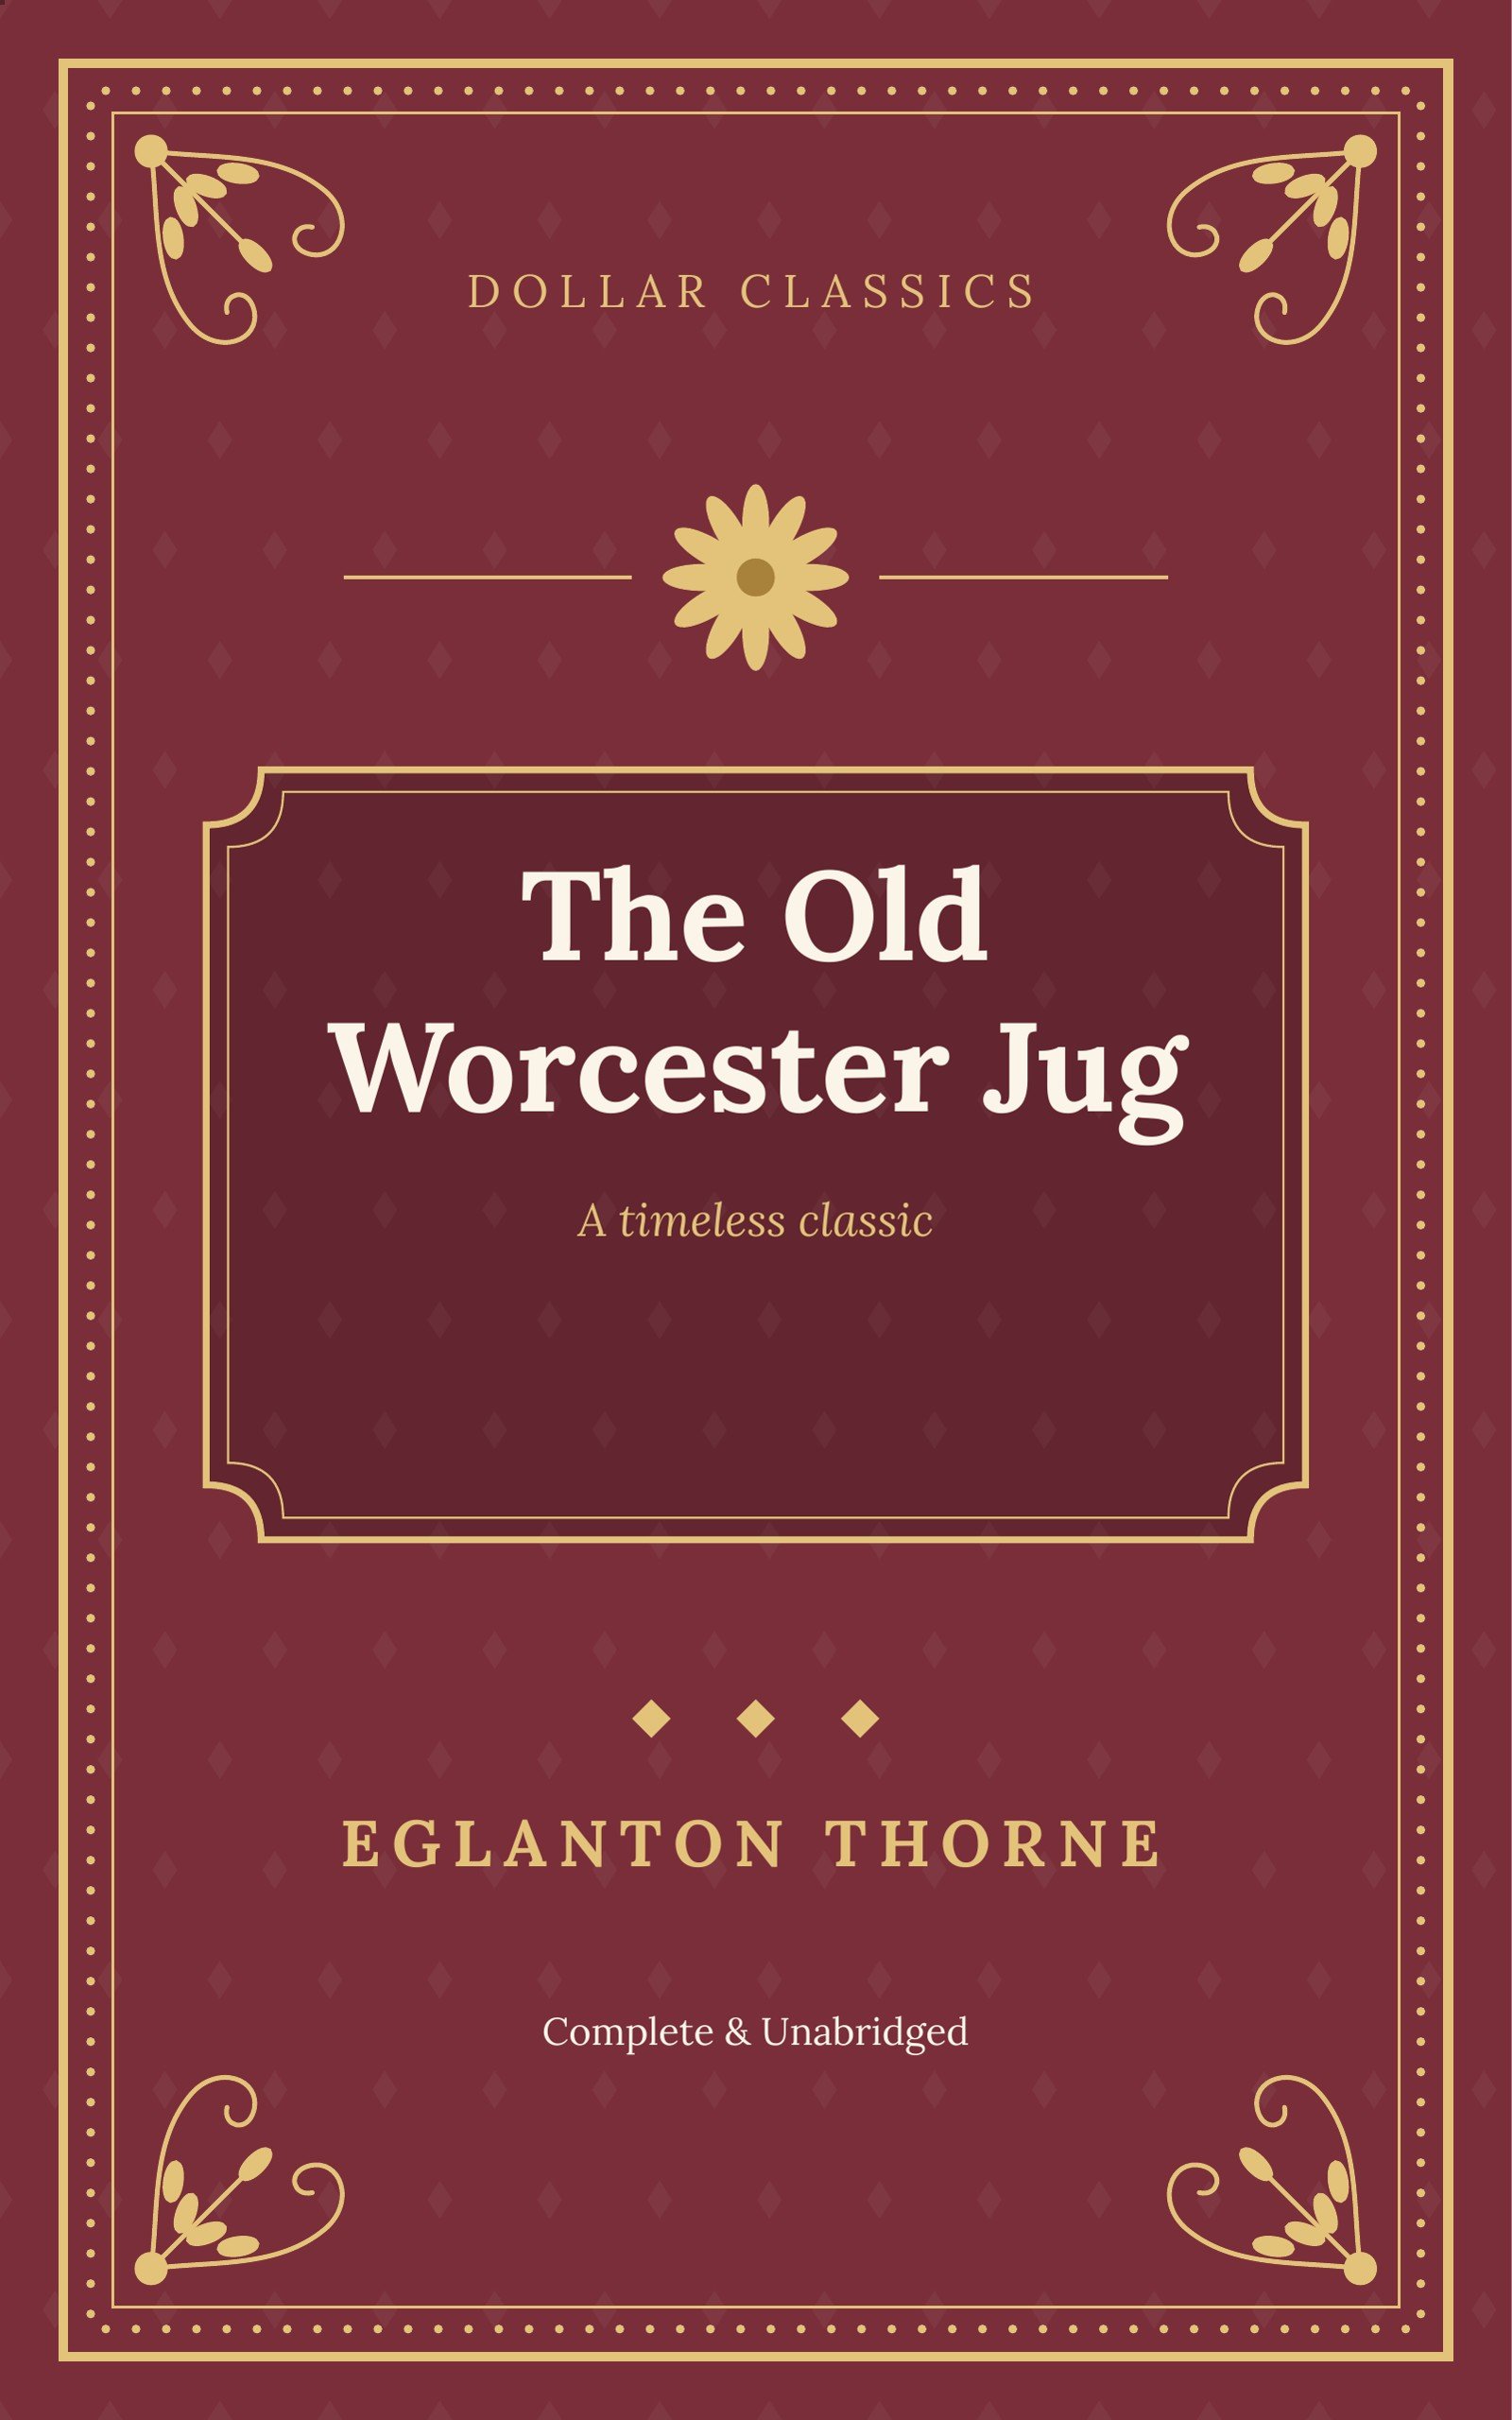 DOLLAR CLASSICS
The Old
Worcester Jug
A timeless classic
EGLANTON THORNE
Complete & Unabridged